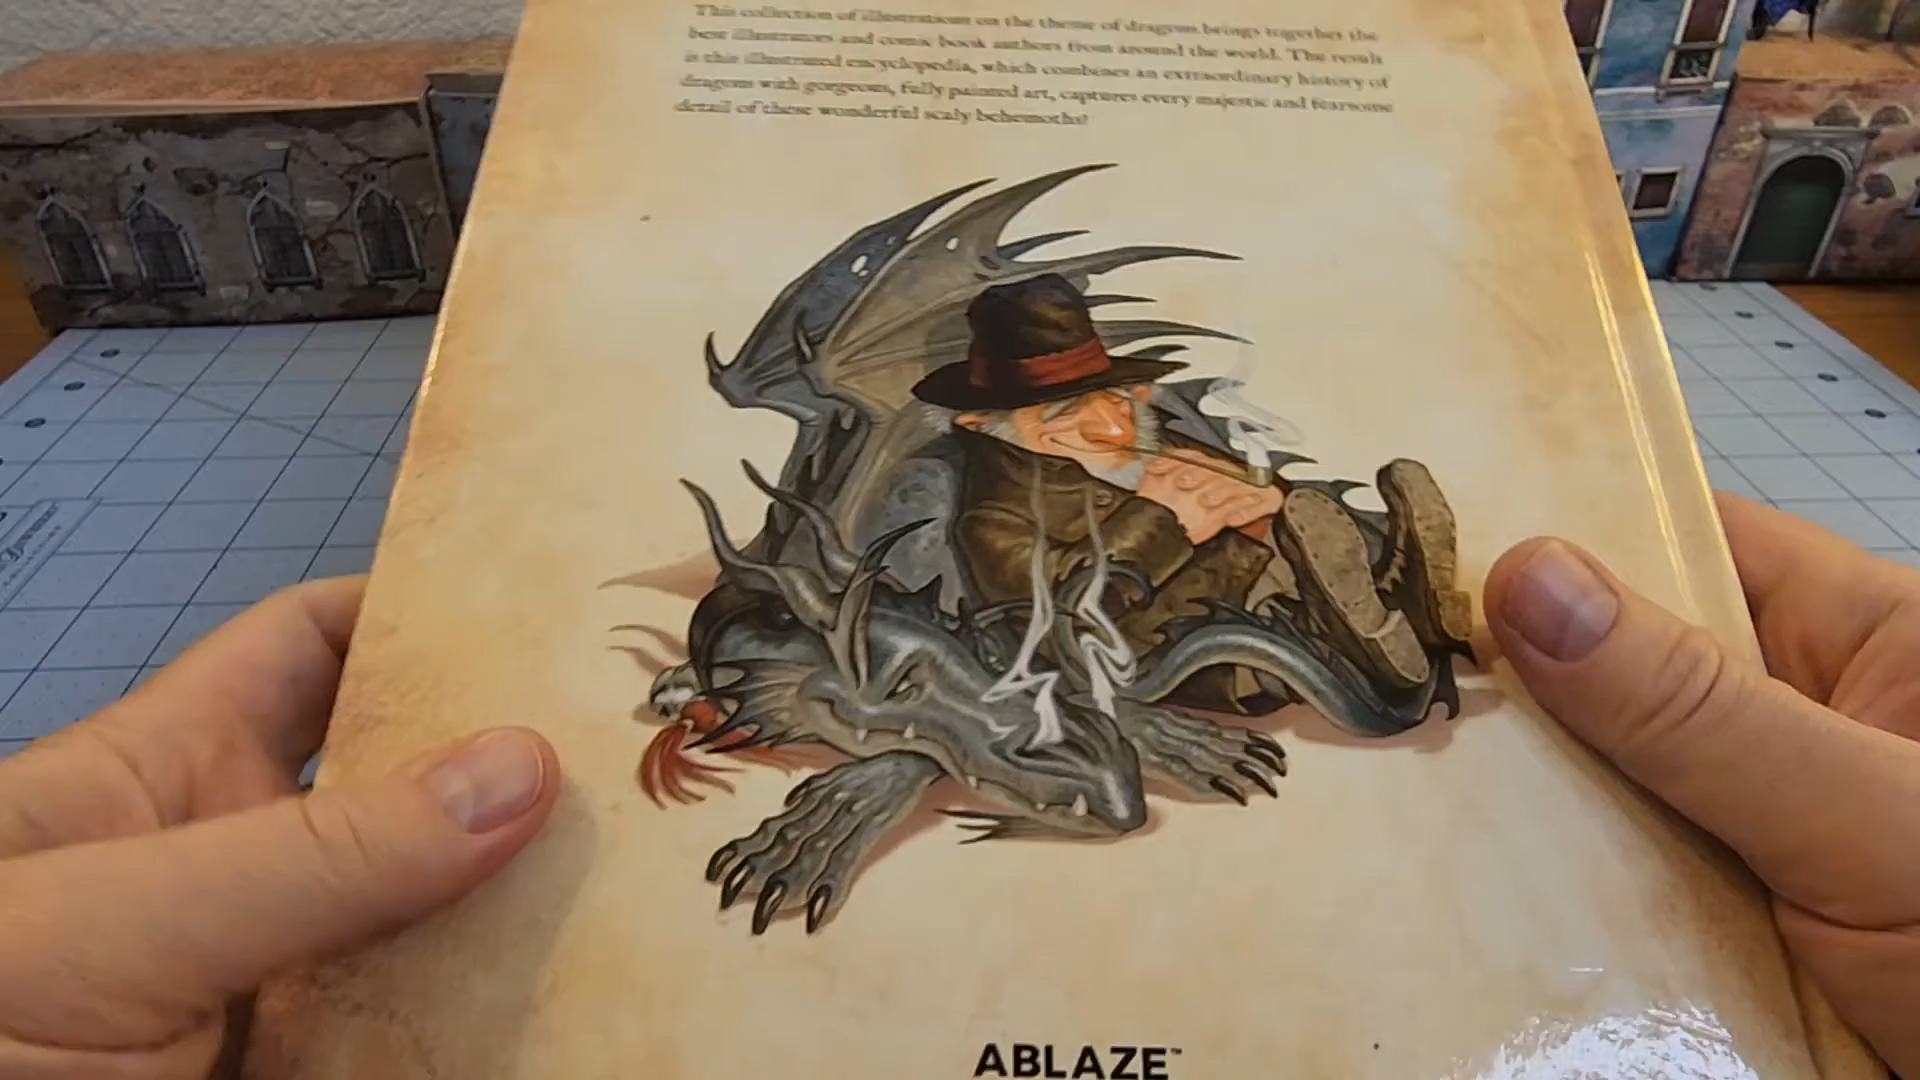 This collection of illustrations on the theme of dragons brings together the
best illustrators and comic book authors from around the world. The result
is this illustrated encyclopedia, which combines an extraordinary history of
dragons with gorgeous, fully painted art, captures every majestic and fearsome
detail of these wonderful scaly behemoths!
ABLAZE™